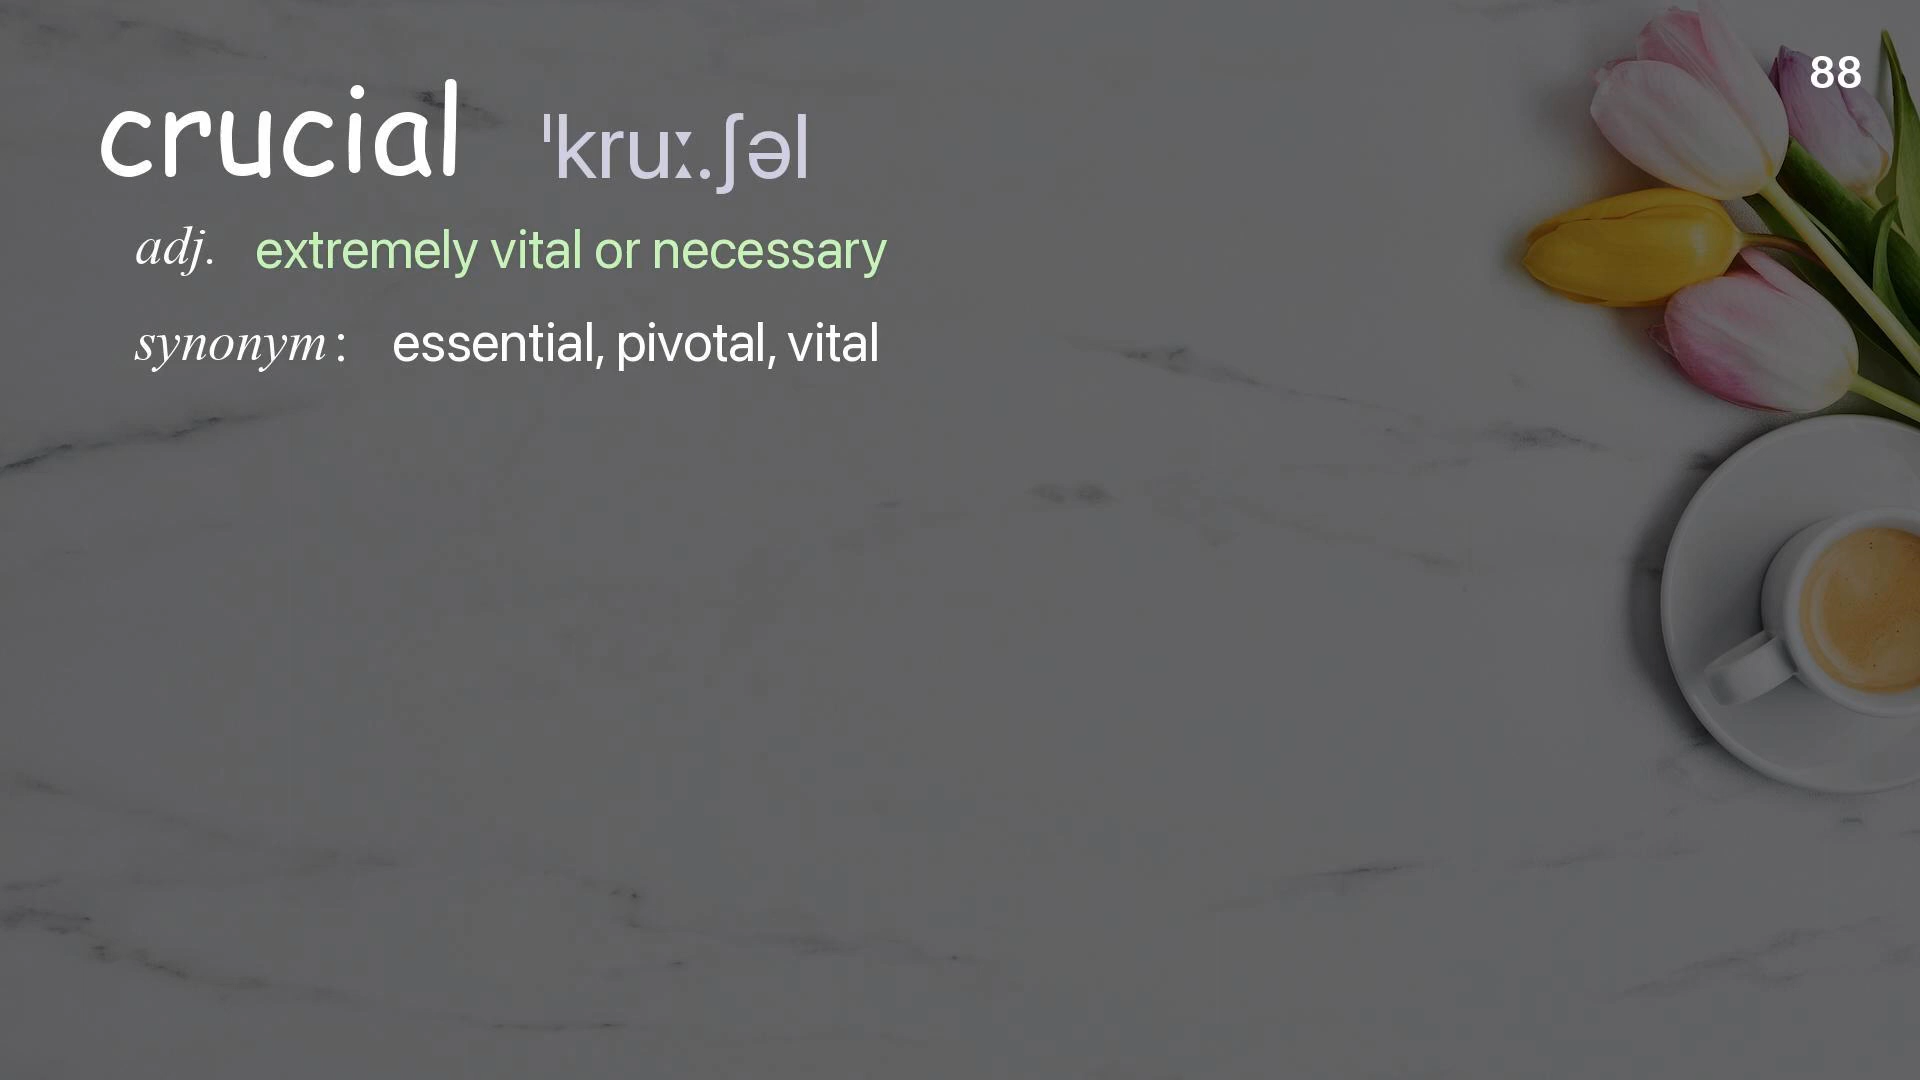 88
crucial ˈkruː.ʃəl
adj. extremely vital or necessary
synonym: essential, pivotal, vital